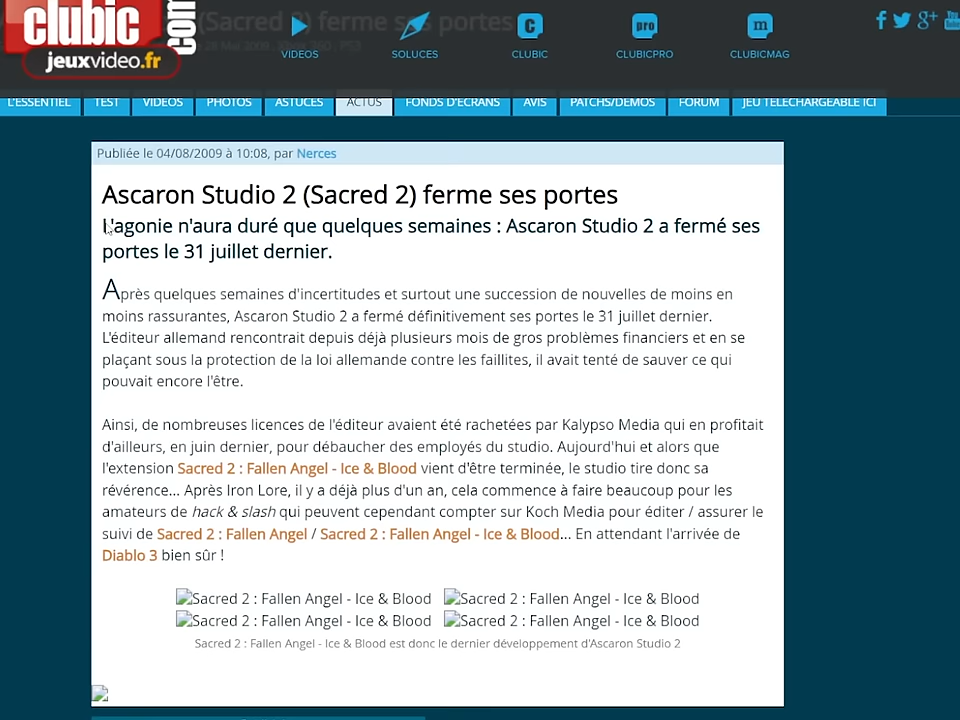 (Sacred 2) ferme ses portes
clubic
.com
jeuxvideo.fr
VIDEOS
SOLUCES
CLUBIC
pro
CLUBICPRO
m
CLUBICMAG
L'ESSENTIEL TEST VIDÉOS PHOTOS ASTUCES ACTUS FONDS D'ÉCRANS AVIS PATCHS/DEMOS FORUM JEU TÉLÉCHARGEABLE ICI
Publiée le 04/08/2009 à 10:08, par Nerces
Ascaron Studio 2 (Sacred 2) ferme ses portes
L'agonie n'aura duré que quelques semaines : Ascaron Studio 2 a fermé ses
portes le 31 juillet dernier.
Après quelques semaines d'incertitudes et surtout une succession de nouvelles de moins en
moins rassurantes, Ascaron Studio 2 a fermé définitivement ses portes le 31 juillet dernier.
L'éditeur allemand rencontrait depuis déjà plusieurs mois de gros problèmes financiers et en se
plaçant sous la protection de la loi allemande contre les faillites, il avait tenté de sauver ce qui
pouvait encore l'être.
Ainsi, de nombreuses licences de l'éditeur avaient été rachetées par Kalypso Media qui en profitait
d'ailleurs, en juin dernier, pour débaucher des employés du studio. Aujourd'hui et alors que
l'extension Sacred 2 : Fallen Angel - Ice & Blood vient d'être terminée, le studio tire donc sa
révérence... Après Iron Lore, il y a déjà plus d'un an, cela commence à faire beaucoup pour les
amateurs de hack & slash qui peuvent cependant compter sur Koch Media pour éditer / assurer le
suivi de Sacred 2 : Fallen Angel / Sacred 2 : Fallen Angel - Ice & Blood... En attendant l'arrivée de
Diablo 3 bien sûr !
Sacred 2 : Fallen Angel - Ice & Blood Sacred 2 : Fallen Angel - Ice & Blood
Sacred 2 : Fallen Angel - Ice & Blood Sacred 2 : Fallen Angel - Ice & Blood
Sacred 2 : Fallen Angel - Ice & Blood est donc le dernier développement d'Ascaron Studio 2